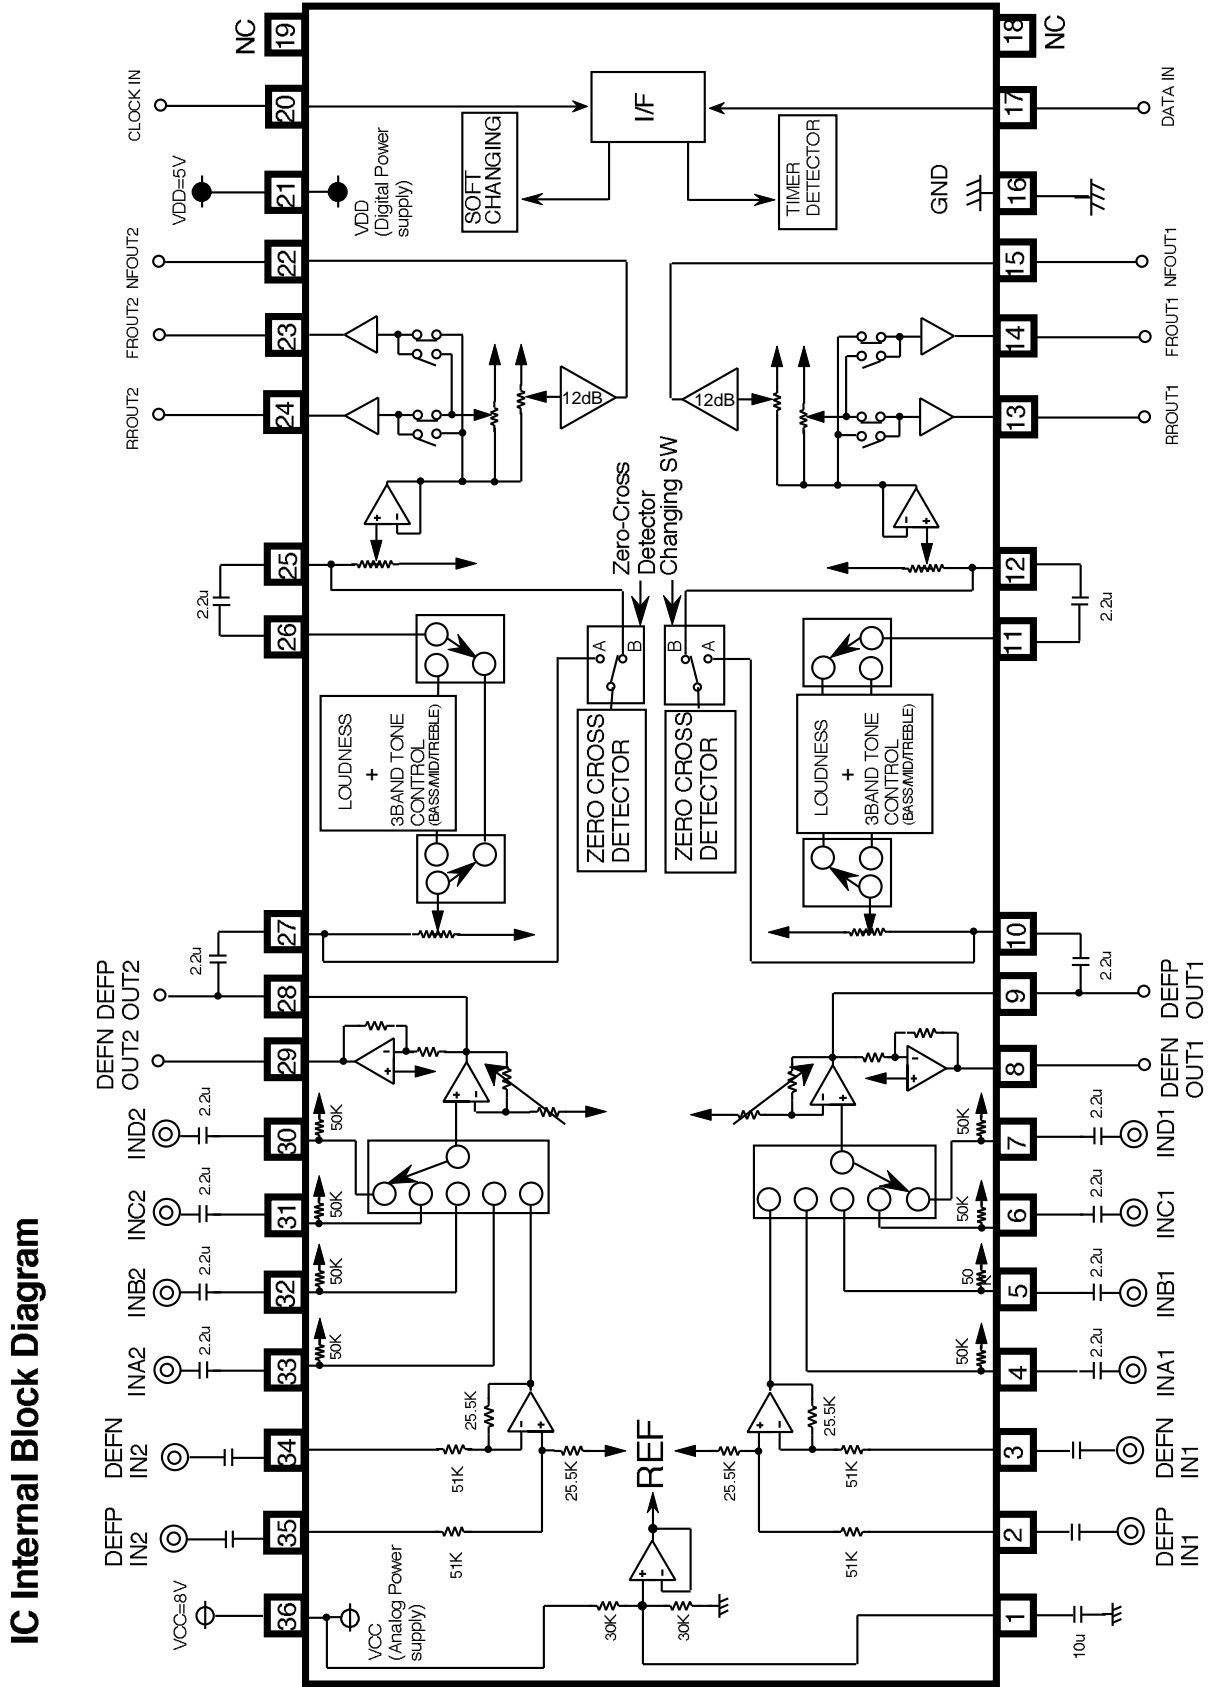 IC Internal Block Diagram
NC
19
18
NC
CLOCK IN
20
I/F
17
DATA IN
SOFT
CHANGING
TIMER
DETECTOR
VDD=5V
21
VDD
(Digital Power
supply)
GND
16
NFOUT2
22
15
NFOUT1
FROUT2
23
14
FROUT1
RROUT2
24
12dB
12dB
13
RROUT1
+
-
-
+
Zero-Cross
Detector
Changing SW
2.2u
25
12
2.2u
26
11
A
B
B
A
LOUDNESS
+
3BAND TONE
CONTROL
(BASS/MID/TREBLE)
ZERO CROSS
DETECTOR
ZERO CROSS
DETECTOR
LOUDNESS
+
3BAND TONE
CONTROL
(BASS/MID/TREBLE)
27
10
2.2u
2.2u
DEFP
OUT2
28
9
DEFP
OUT1
DEFN
OUT2
29
-
+
-
+
8
DEFN
OUT1
+
-
-
+
IND2
2.2u
30
50K
50K
7
2.2u
IND1
INC2
2.2u
31
50K
50K
6
2.2u
INC1
INB2
2.2u
32
50K
50
K
5
2.2u
INB1
INA2
2.2u
33
50K
50K
4
2.2u
INA1
25.5K
-
+
+
-
25.5K
DEFN
IN2
34
51K
25.5K
REF
25.5K
51K
3
DEFN
IN1
DEFP
IN2
35
51K
51K
2
DEFP
IN1
+
-
VCC=8V
36
VCC
(Analog Power
supply)
30K
30K
1
10u